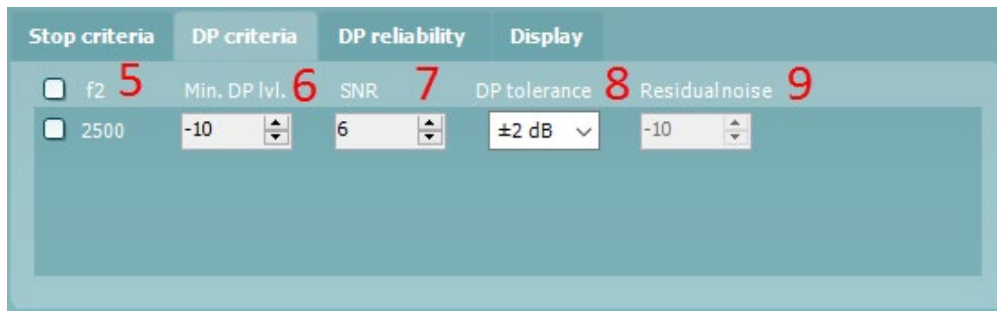 Stop criteria DP criteria DP reliability Display
f2 5 Min. DP lvl. 6 SNR 7 DP tolerance 8 Residual noise 9
2500 -10 6 ±2 dB -10